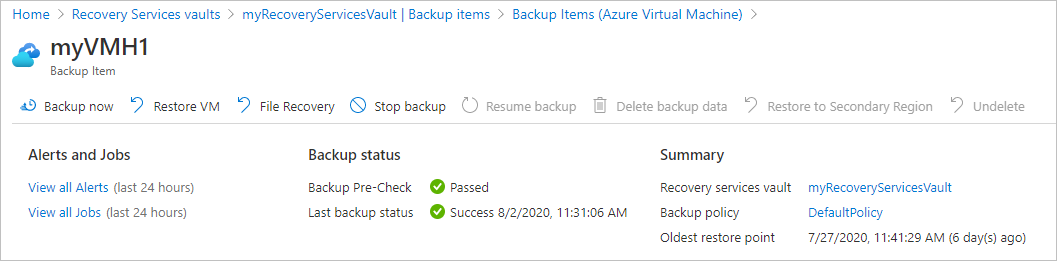 Home > Recovery Services vaults > myRecoveryServicesVault | Backup items > Backup Items (Azure Virtual Machine) >
myVMH1
Backup Item
Backup now Restore VM File Recovery Stop backup Resume backup Delete backup data Restore to Secondary Region Undelete
Alerts and Jobs Backup status Summary
View all Alerts (last 24 hours) Backup Pre-Check Passed Recovery services vault myRecoveryServicesVault
View all Jobs (last 24 hours) Last backup status Success 8/2/2020, 11:31:06 AM Backup policy DefaultPolicy
Oldest restore point 7/27/2020, 11:41:29 AM (6 day(s) ago)